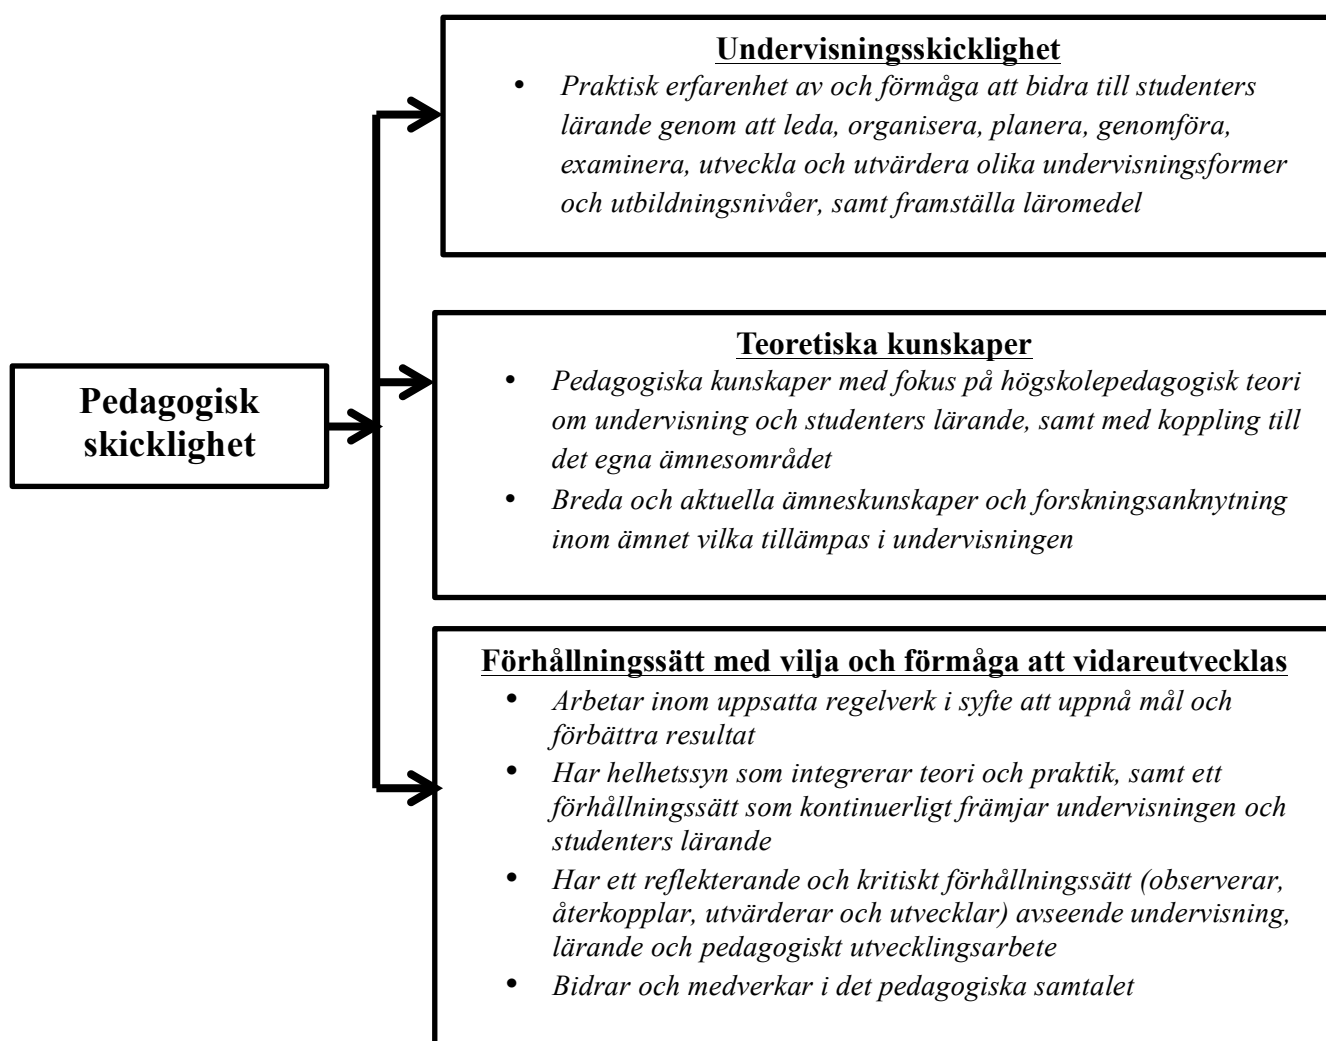 Undervisningsskicklighet
• Praktisk erfarenhet av och förmåga att bidra till studenters
lärande genom att leda, organisera, planera, genomföra,
examinera, utveckla och utvärdera olika undervisningsformer
och utbildningsnivåer, samt framställa läromedel
Pedagogisk
skicklighet
Teoretiska kunskaper
• Pedagogiska kunskaper med fokus på högskolepedagogisk teori
om undervisning och studenters lärande, samt med koppling till
det egna ämnesområdet
• Breda och aktuella ämneskunskaper och forskningsanknytning
inom ämnet vilka tillämpas i undervisningen
Förhållningssätt med vilja och förmåga att vidareutvecklas
• Arbetar inom uppsatta regelverk i syfte att uppnå mål och
förbättra resultat
• Har helhetssyn som integrerar teori och praktik, samt ett
förhållningssätt som kontinuerligt främjar undervisningen och
studenters lärande
• Har ett reflekterande och kritiskt förhållningssätt (observerar,
återkopplar, utvärderar och utvecklar) avseende undervisning,
lärande och pedagogiskt utvecklingsarbete
• Bidrar och medverkar i det pedagogiska samtalet